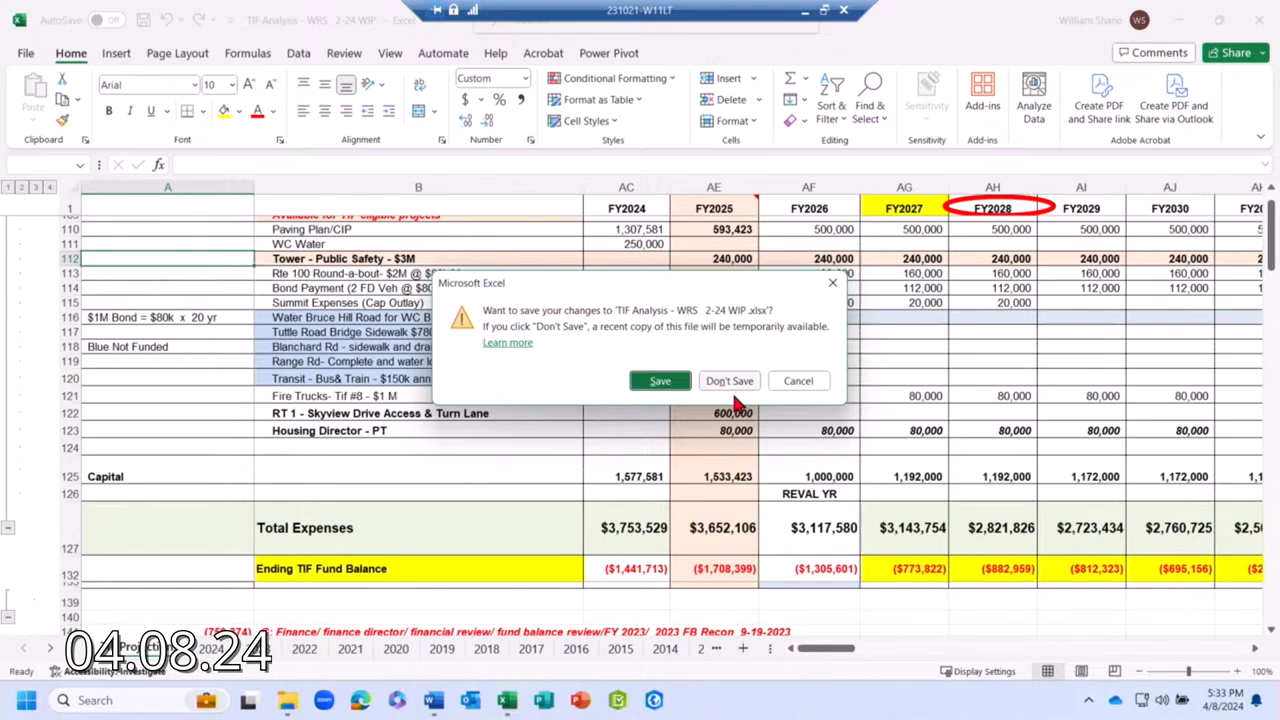 231021-W11LT
AutoSave Off TIF Analysis - WRS 2-24 WIP - Excel William Shane WS
File Home Insert Page Layout Formulas Data Review View Automate Help Acrobat Power Pivot Comments Share
Arial 10 Custom Conditional Formatting Insert
Paste Format as Table Delete Sort & Filter Find & Select Sensitivity Add-ins Analyze Data Create PDF and Share link Create PDF and Share via Outlook
Cell Styles Format
Clipboard Font Alignment Number Styles Cells Editing Sensitivity Add-ins Adobe Acrobat
fx
1 2 3 4 A B AC AE AF AG AH AI AJ
1 FY2024 FY2025 FY2026 FY2027 FY2028 FY2029 FY2030
Available for TIF eligible projects
110 Paving Plan/CIP 1,307,581 593,423 500,000 500,000 500,000 500,000 500,000
111 WC Water 250,000
112 Tower - Public Safety - $3M 240,000 240,000 240,000 240,000 240,000 240,000
113 Rte 100 Round-a-bout- $2M @ 160,000 160,000 160,000 160,000
114 Bond Payment (2 FD Veh @ 112,000 112,000 112,000 112,000
115 Summit Expenses (Cap Outlay) 20,000 20,000
116 $1M Bond = $80k x 20 yr Water Bruce Hill Road for WC B
117 Tuttle Road Bridge Sidewalk $780
118 Blue Not Funded Blanchard Rd - sidewalk and dra
119 Range Rd- Complete and water l
120 Transit - Bus& Train - $150k ann
121 Fire Trucks- Tif #8 - $1 M 80,000 80,000 80,000 80,000
122 RT 1 - Skyview Drive Access & Turn Lane 600,000
123 Housing Director - PT 80,000 80,000 80,000 80,000 80,000 80,000
124
125 Capital 1,577,581 1,533,423 1,000,000 1,192,000 1,192,000 1,172,000 1,172,000
126 REVAL YR
127 Total Expenses $3,753,529 $3,652,106 $3,117,580 $3,143,754 $2,821,826 $2,723,434 $2,760,725
132 Ending TIF Fund Balance ($1,441,713) ($1,708,399) ($1,305,601) ($773,822) ($882,959) ($812,323) ($695,156)
139
140
Finance/ finance director/ financial review/ fund balance review/FY 2023/ 2023 FB Recon 9-19-2023
Microsoft Excel
Want to save your changes to 'TIF Analysis - WRS 2-24 WIP .xlsx'?
If you click "Don't Save", a recent copy of this file will be temporarily available.
Learn more
Save Don't Save Cancel
04.08.24
2024 2022 2021 2020 2019 2018 2017 2016 2015 2014 2
Ready Accessibility: Investigate Display Settings 100%
Search 5:33 PM
4/8/2024